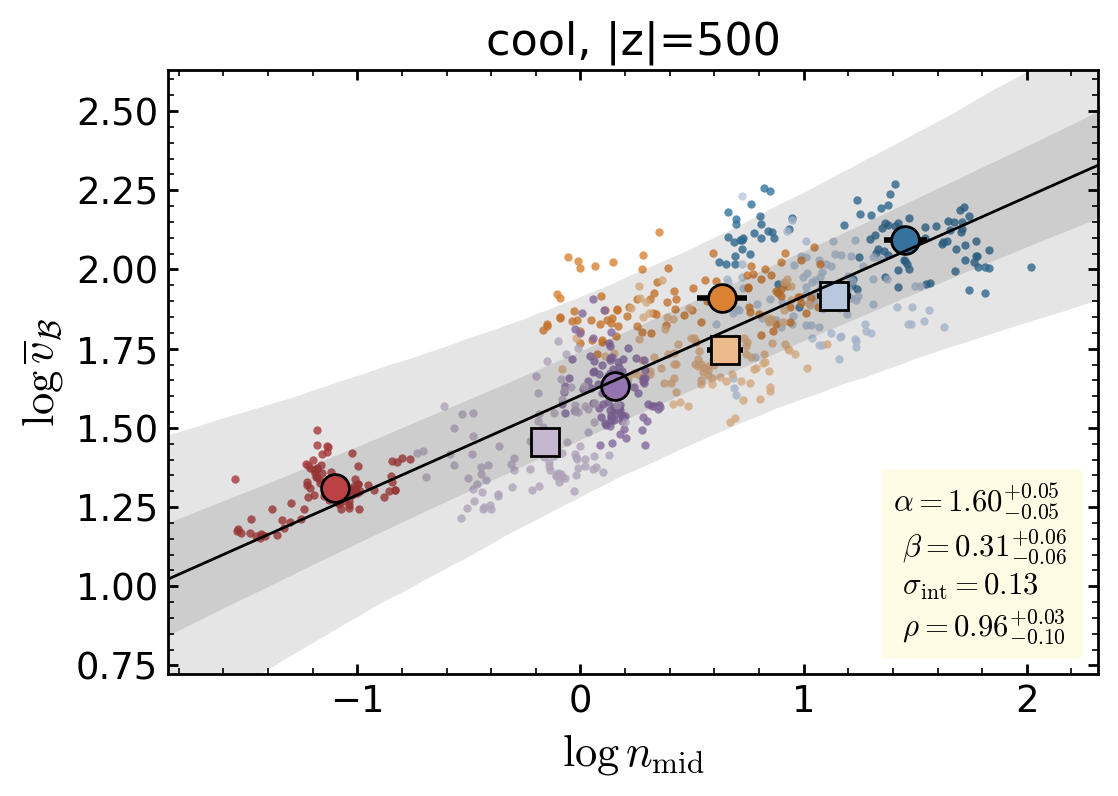 cool, |z|=500
2.50
2.25
2.00
1.75
1.50
1.25
1.00
0.75
log v̅_ℬ
α = 1.60^{+0.05}_{−0.05}
β = 0.31^{+0.06}_{−0.06}
σ_int = 0.13
ρ = 0.96^{+0.03}_{−0.10}
−1 0 1 2
log n_mid